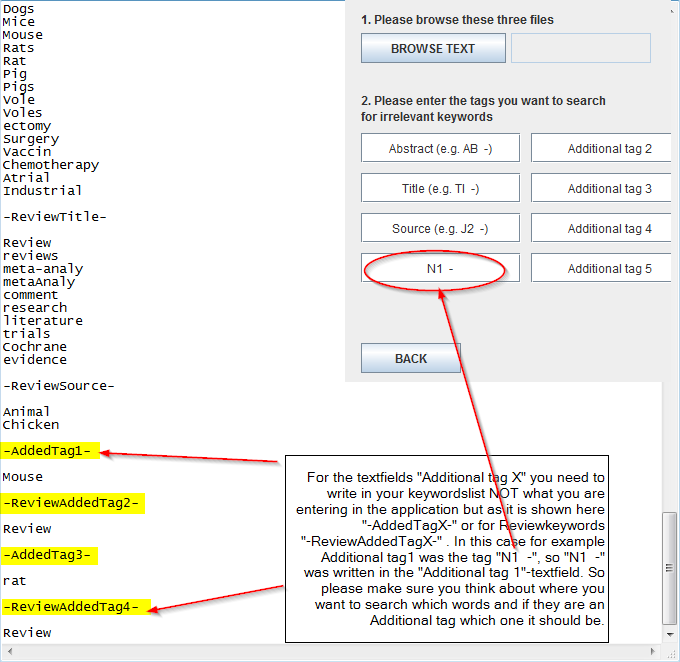 Dogs
Mice
Mouse
Rats
Rat
Pig
Pigs
Vole
Voles
ectomy
Surgery
Vaccin
Chemotherapy
Atrial
Industrial
-ReviewTitle-
Review
reviews
meta-analy
metaAnaly
comment
research
literature
trials
Cochrane
evidence
-ReviewSource-
Animal
Chicken
-AddedTag1-
Mouse
-ReviewAddedTag2-
Review
-AddedTag3-
rat
-ReviewAddedTag4-
Review
1. Please browse these three files
BROWSE TEXT
2. Please enter the tags you want to search
for irrelevant keywords
Abstract (e.g. AB  -)
Additional tag 2
Title (e.g. TI  -)
Additional tag 3
Source (e.g. J2  -)
Additional tag 4
N1  -
Additional tag 5
BACK
For the textfields "Additional tag X" you need to
write in your keywordslist NOT what you are
entering in the application but as it is shown here
"-AddedTagX-" or for Reviewkeywords
"-ReviewAddedTagX-" . In this case for example
Additional tag1 was the tag "N1  -", so "N1  -"
was written in the "Additional tag 1"-textfield. So
please make sure you think about where you
want to search which words and if they are an
Additional tag which one it should be.